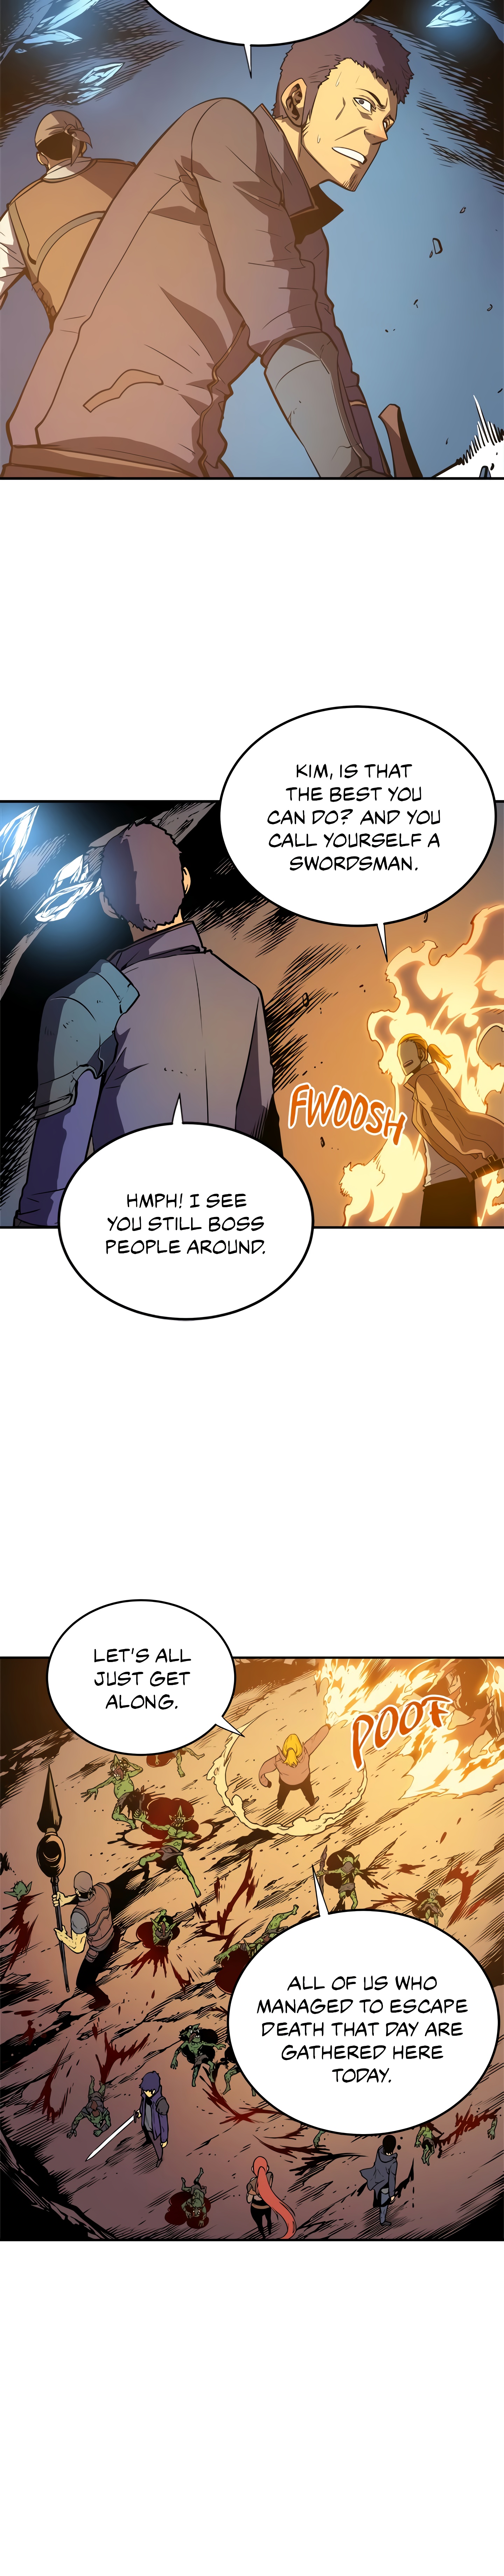 KIM, IS THAT
THE BEST YOU
CAN DO? AND YOU
CALL YOURSELF A
SWORDSMAN.
FWOOSH
HMPH! I SEE
YOU STILL BOSS
PEOPLE AROUND.
LET'S ALL
JUST GET
ALONG.
POOF
ALL OF US WHO
MANAGED TO ESCAPE
DEATH THAT DAY ARE
GATHERED HERE
TODAY.